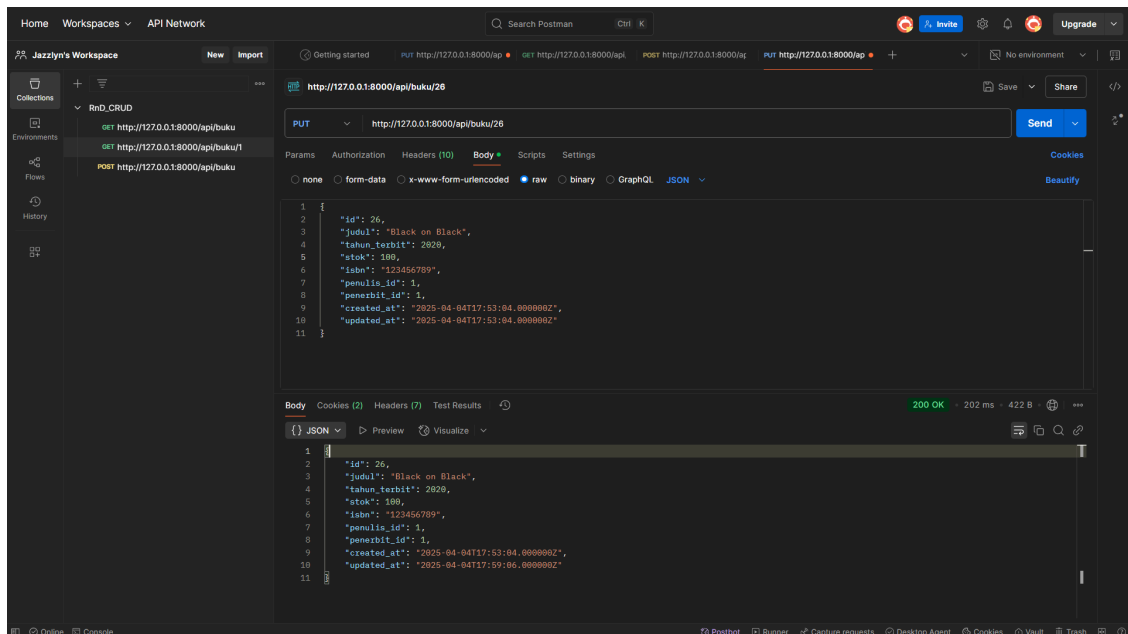 Home Workspaces API Network Search Postman Ctrl K Invite Upgrade
Jazzlyn's Workspace New Import Getting started PUT http://127.0.0.1:8000/ap GET http://127.0.0.1:8000/api. POST http://127.0.0.1:8000/ap PUT http://127.0.0.1:8000/ap No environment
Collections
Environments
Flows
History
RnD_CRUD
GET http://127.0.0.1:8000/api/buku
GET http://127.0.0.1:8000/api/buku/1
POST http://127.0.0.1:8000/api/buku
HTTP http://127.0.0.1:8000/api/buku/26 Save Share
PUT http://127.0.0.1:8000/api/buku/26 Send
Params Authorization Headers (10) Body Scripts Settings Cookies
none form-data x-www-form-urlencoded raw binary GraphQL JSON Beautify
1 {
2 "id": 26,
3 "judul": "Black on Black",
4 "tahun_terbit": 2020,
5 "stok": 100,
6 "isbn": "123456789",
7 "penulis_id": 1,
8 "penerbit_id": 1,
9 "created_at": "2025-04-04T17:53:04.000000Z",
10 "updated_at": "2025-04-04T17:53:04.000000Z"
11 }
Body Cookies (2) Headers (7) Test Results 200 OK 202 ms 422 B
{} JSON Preview Visualize
1 {
2 "id": 26,
3 "judul": "Black on Black",
4 "tahun_terbit": 2020,
5 "stok": 100,
6 "isbn": "123456789",
7 "penulis_id": 1,
8 "penerbit_id": 1,
9 "created_at": "2025-04-04T17:53:04.000000Z",
10 "updated_at": "2025-04-04T17:59:06.000000Z"
11 }
Online Console Postbot Runner Capture requests Desktop Agent Cookies Vault Trash